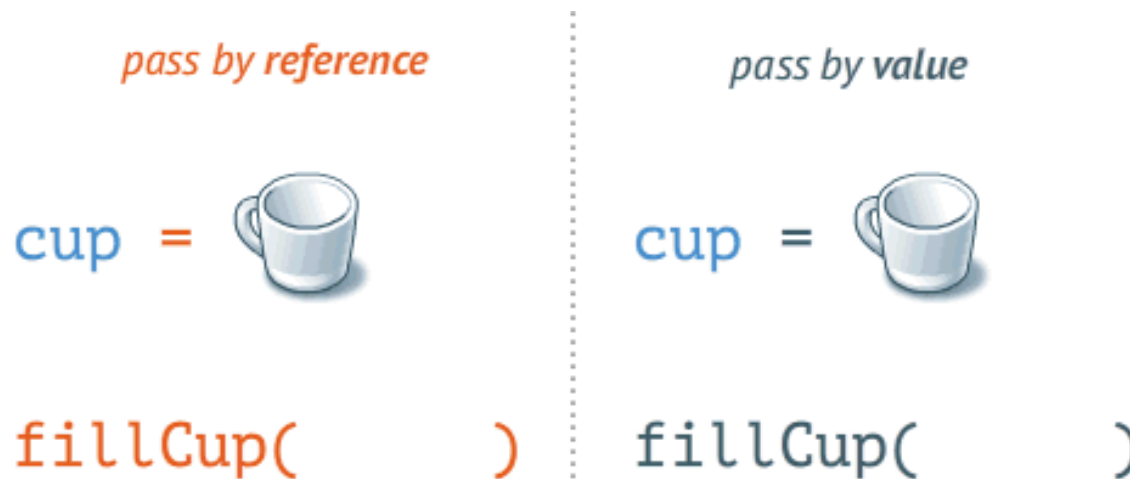 pass by reference
cup =
fillCup( )
pass by value
cup =
fillCup( )